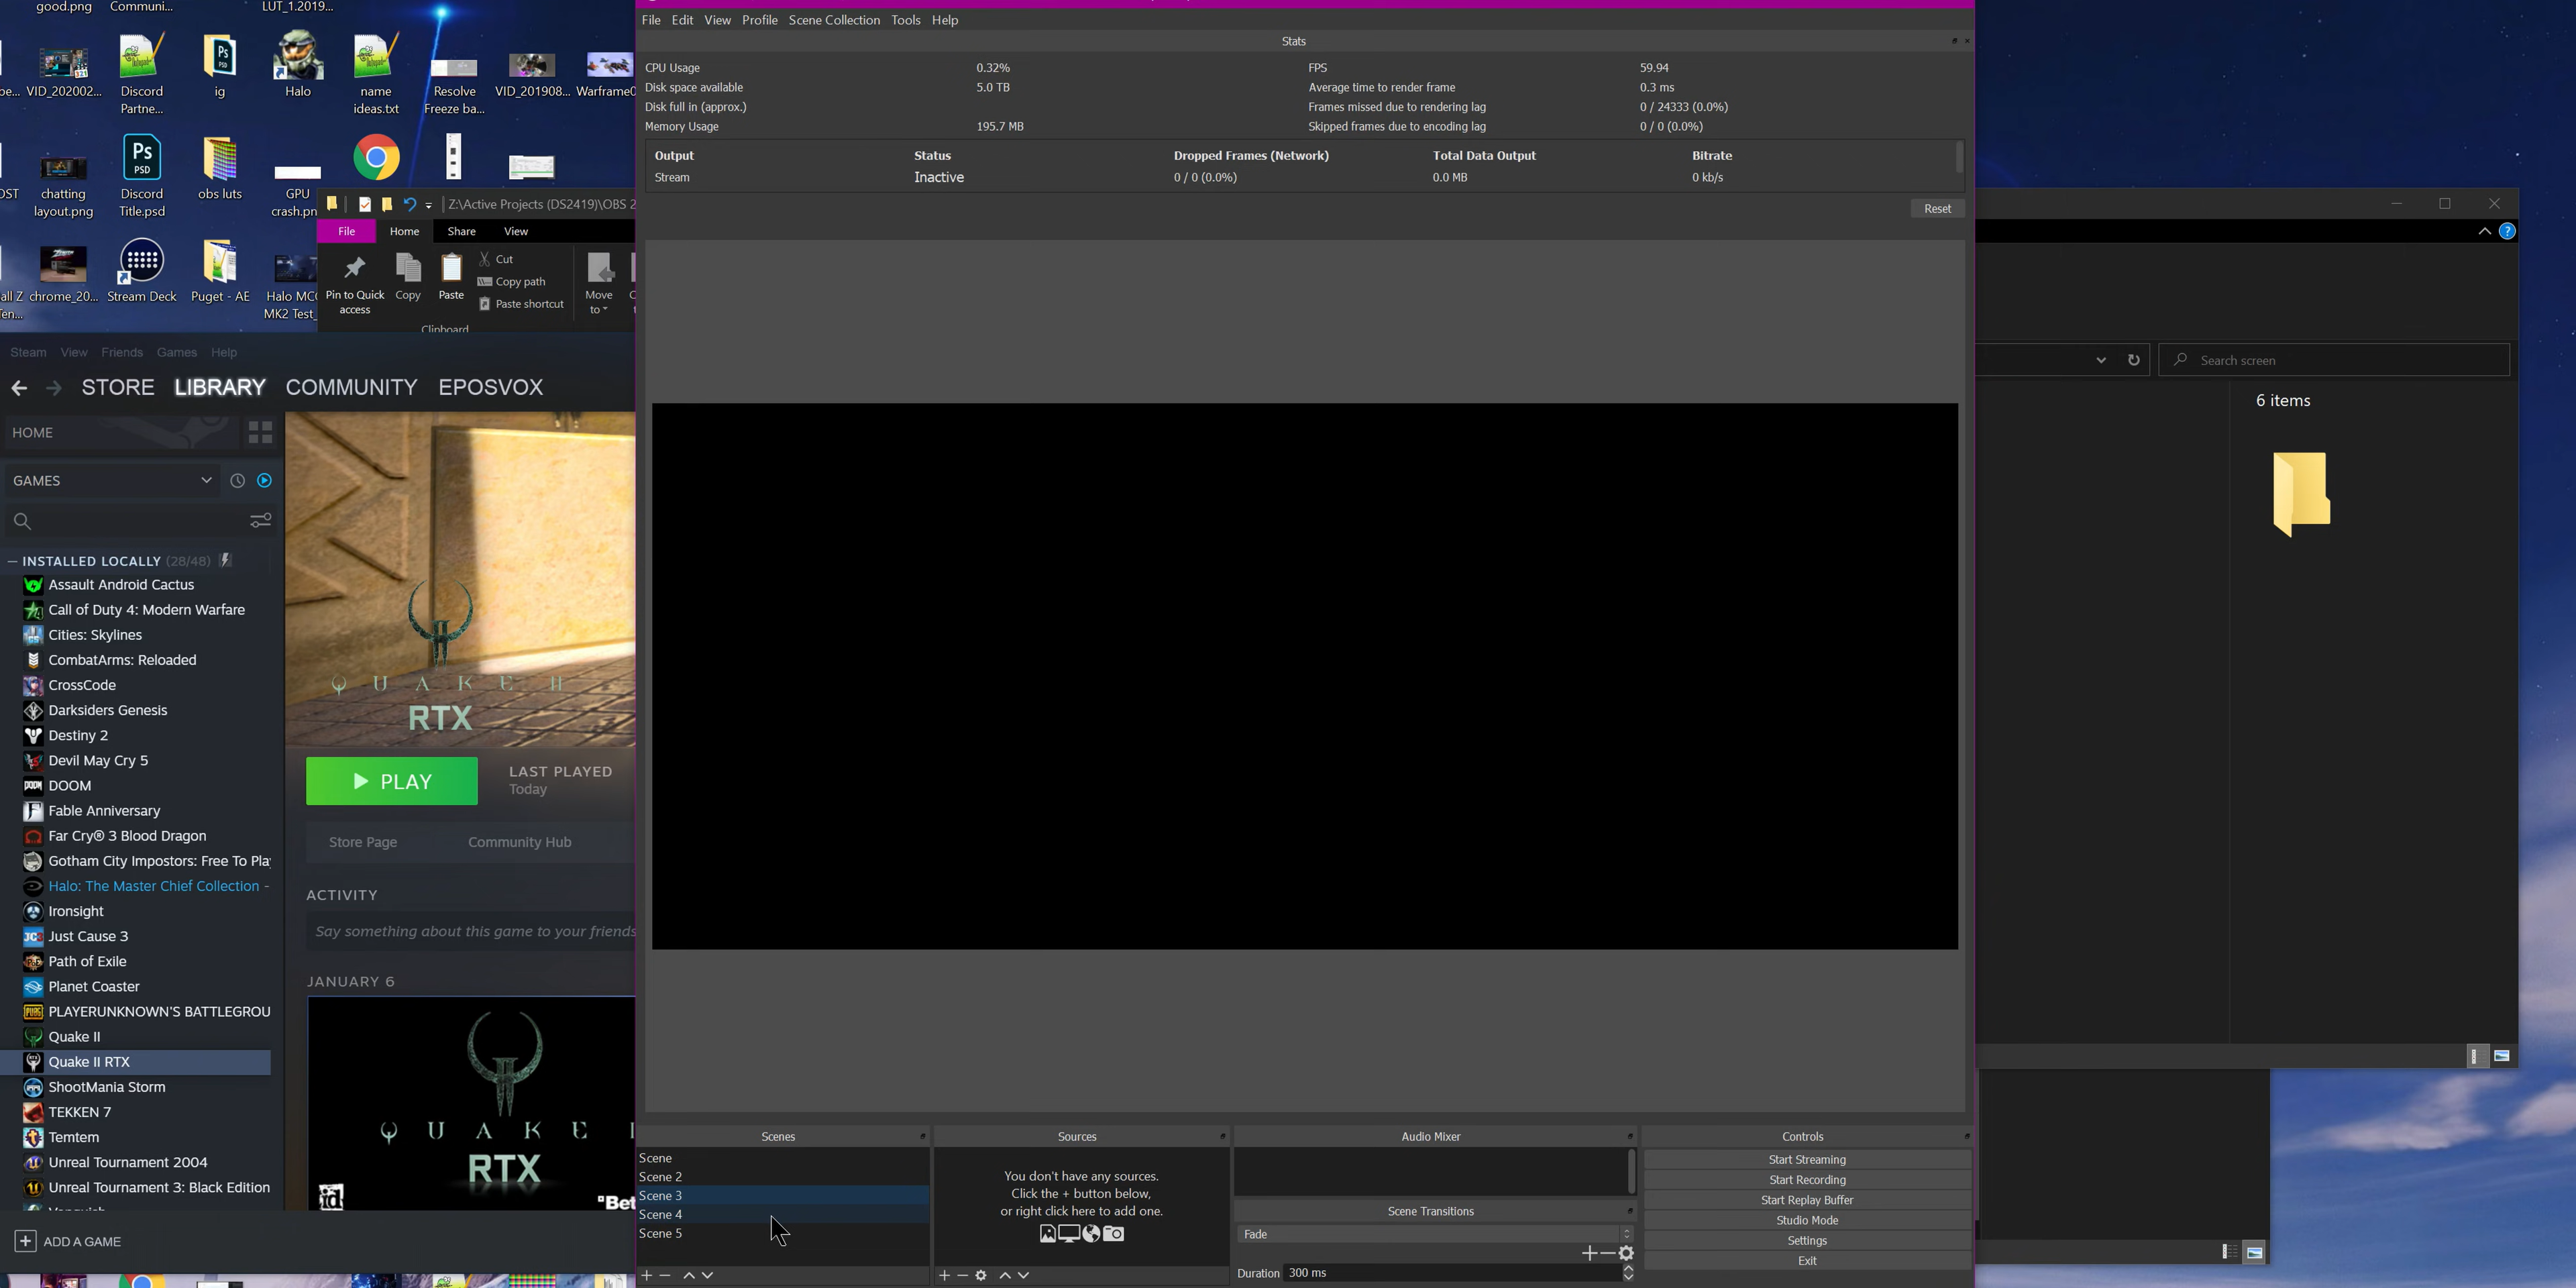 good.png
Communi...
LUT_1.2019...
VID_202002...
Discord
Partne...
ig
Halo
name
ideas.txt
Resolve
Freeze ba...
VID_201908...
Warframe0
chatting
layout.png
Discord
Title.psd
obs luts
GPU
crash.pn
chrome_20...
Stream Deck
Puget - AE
Halo MC
MK2 Test_
Z:\Active Projects (DS2419)\OBS 2
File
Home
Share
View
Pin to Quick
access
Copy
Paste
Cut
Copy path
Paste shortcut
Move
to
Clipboard
Steam
View
Friends
Games
Help
STORE
LIBRARY
COMMUNITY
EPOSVOX
HOME
GAMES
INSTALLED LOCALLY (28/48)
Assault Android Cactus
Call of Duty 4: Modern Warfare
Cities: Skylines
CombatArms: Reloaded
CrossCode
Darksiders Genesis
Destiny 2
Devil May Cry 5
DOOM
Fable Anniversary
Far Cry® 3 Blood Dragon
Gotham City Impostors: Free To Pla
Halo: The Master Chief Collection -
Ironsight
Just Cause 3
Path of Exile
Planet Coaster
PLAYERUNKNOWN'S BATTLEGROU
Quake II
Quake II RTX
ShootMania Storm
TEKKEN 7
Temtem
Unreal Tournament 2004
Unreal Tournament 3: Black Edition
ADD A GAME
QUAKE II
RTX
PLAY
LAST PLAYED
Today
Store Page
Community Hub
ACTIVITY
Say something about this game to your friends
JANUARY 6
QUAKE I
RTX
id
Bet
File
Edit
View
Profile
Scene Collection
Tools
Help
Stats
CPU Usage 0.32% FPS 59.94
Disk space available 5.0 TB Average time to render frame 0.3 ms
Disk full in (approx.) Frames missed due to rendering lag 0 / 24333 (0.0%)
Memory Usage 195.7 MB Skipped frames due to encoding lag 0 / 0 (0.0%)
Output Status Dropped Frames (Network) Total Data Output Bitrate
Stream Inactive 0 / 0 (0.0%) 0.0 MB 0 kb/s
Reset
Scenes
Scene
Scene 2
Scene 3
Scene 4
Scene 5
Sources
You don't have any sources.
Click the + button below,
or right click here to add one.
Audio Mixer
Scene Transitions
Fade
Duration 300 ms
Controls
Start Streaming
Start Recording
Start Replay Buffer
Studio Mode
Settings
Exit
Search screen
6 items